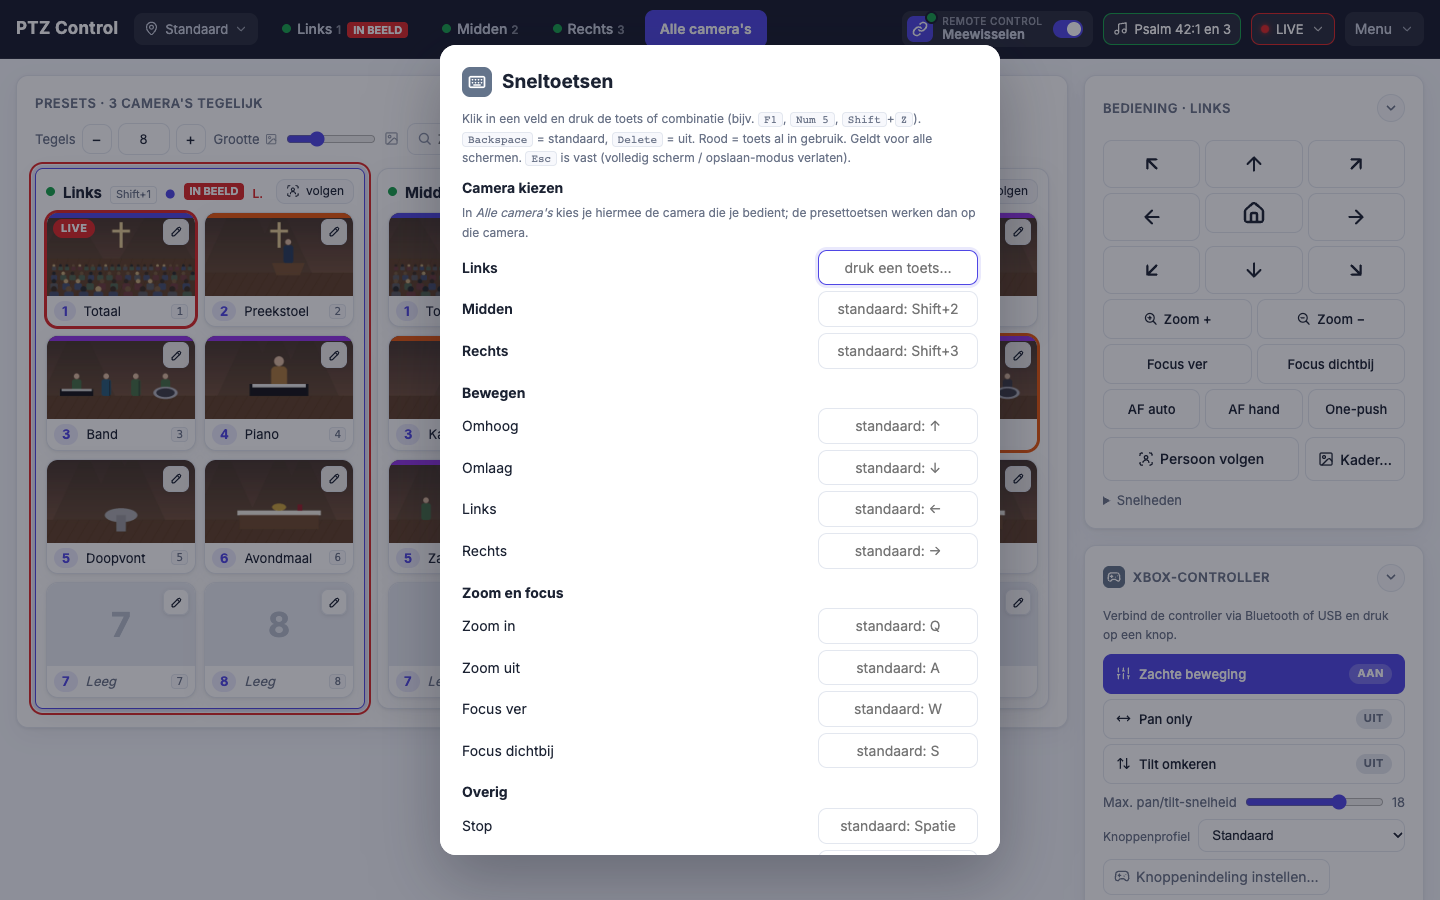 PTZ Control
Standaard
Links 1 IN BEELD
Midden 2
Rechts 3
Alle camera's
REMOTE CONTROL
Meewisselen
Psalm 42:1 en 3
LIVE
Menu
PRESETS · 3 CAMERA'S TEGELIJK
Tegels − 8 + Grootte
Links Shift+1 IN BEELD L. volgen
LIVE
1 Totaal 1
2 Preekstoel 2
3 Band 3
4 Piano 4
5 Doopvont 5
6 Avondmaal 6
7
8
7 Leeg 7
8 Leeg 8
Midd
1 To
3 Ka
5 Za
7 Le
olgen
Sneltoetsen
Klik in een veld en druk de toets of combinatie (bijv. F1, Num 5, Shift+Z).
Backspace = standaard, Delete = uit. Rood = toets al in gebruik. Geldt voor alle
schermen. Esc is vast (volledig scherm / opslaan-modus verlaten).
Camera kiezen
In Alle camera's kies je hiermee de camera die je bedient; de presettoetsen werken dan op
die camera.
Links druk een toets...
Midden standaard: Shift+2
Rechts standaard: Shift+3
Bewegen
Omhoog standaard: ↑
Omlaag standaard: ↓
Links standaard: ←
Rechts standaard: →
Zoom en focus
Zoom in standaard: Q
Zoom uit standaard: A
Focus ver standaard: W
Focus dichtbij standaard: S
Overig
Stop standaard: Spatie
BEDIENING · LINKS
Zoom +
Zoom −
Focus ver
Focus dichtbij
AF auto
AF hand
One-push
Persoon volgen
Kader...
Snelheden
XBOX-CONTROLLER
Verbind de controller via Bluetooth of USB en druk
op een knop.
Zachte beweging AAN
Pan only UIT
Tilt omkeren UIT
Max. pan/tilt-snelheid 18
Knoppenprofiel Standaard
Knoppenindeling instellen...